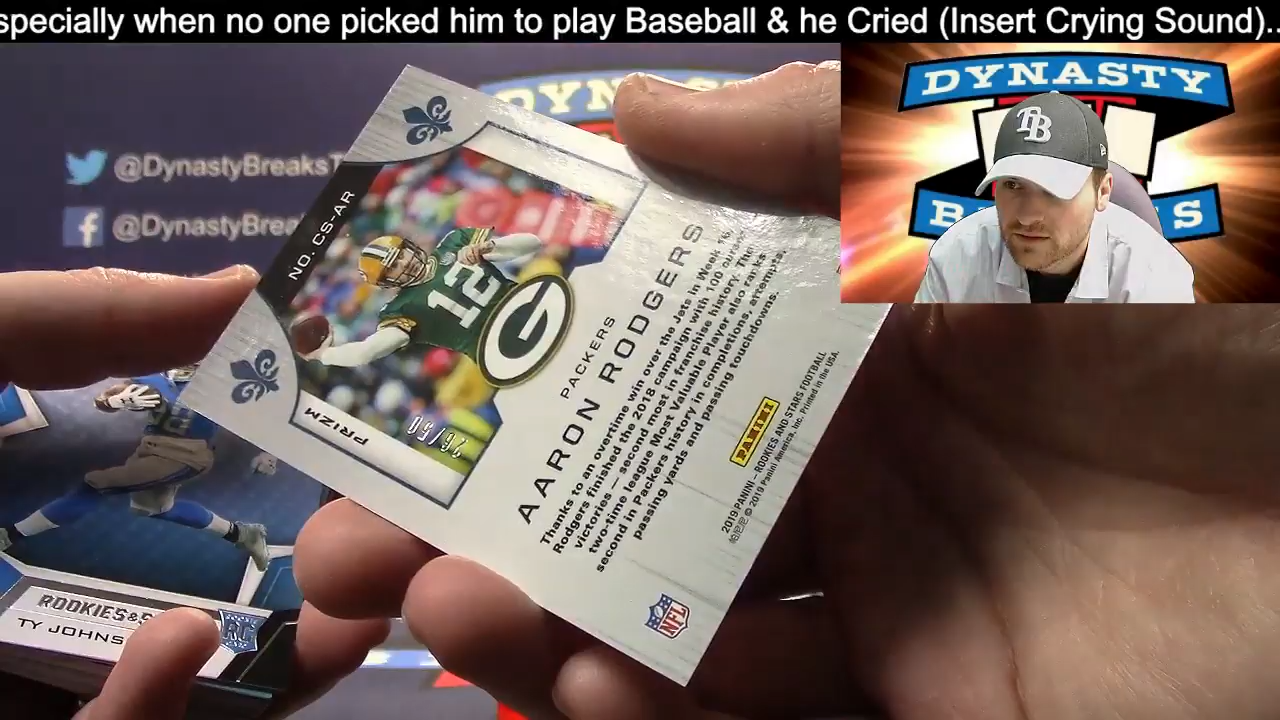 specially when no one picked him to play Baseball & he Cried (Insert Crying Sound)..
DYNASTY
TB
@DynastyBreaks
@DynastyBrea
NO. CS-AR
12
G
PRIZM
PACKERS
AARON RODGERS
Thanks to an overtime win over the Jets in Week 16,
Rodgers finished the 2018 campaign with 100 career
victories – second most in franchise history. The
two-time league Most Valuable Player also ranks
second in Packers history in completions, attempts,
passing yards and passing touchdowns.
PANINI
2019 PANINI – ROOKIES AND STARS FOOTBALL
© 2019 Panini America, Inc. Printed in the USA.
NFL
ROOKIES&
TY JOHNS